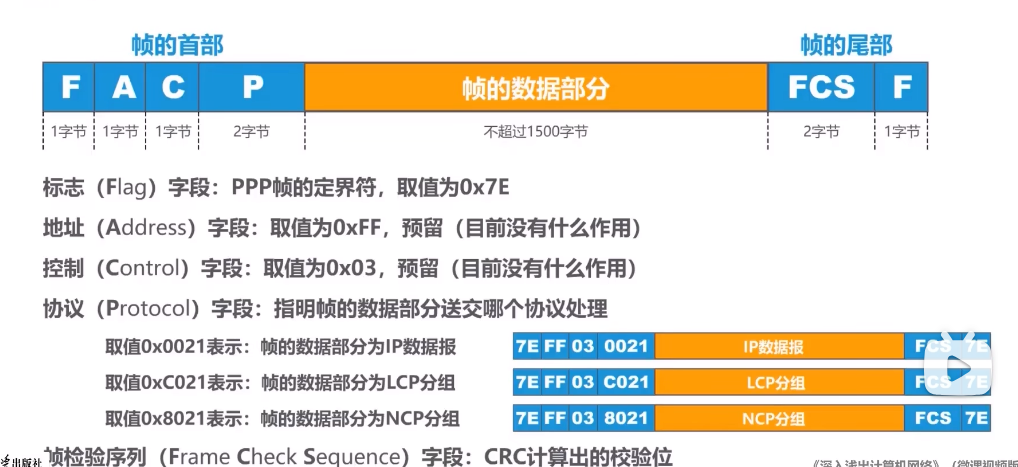 帧的首部 帧的尾部
F A C P 帧的数据部分 FCS F
1字节 1字节 1字节 2字节 不超过1500字节 2字节 1字节
标志（Flag）字段：PPP帧的定界符，取值为0x7E
地址（Address）字段：取值为0xFF，预留（目前没有什么作用）
控制（Control）字段：取值为0x03，预留（目前没有什么作用）
协议（Protocol）字段：指明帧的数据部分送交哪个协议处理
取值0x0021表示：帧的数据部分为IP数据报 7E FF 03 0021 IP数据报 FCS 7E
取值0xC021表示：帧的数据部分为LCP分组 7E FF 03 C021 LCP分组 FCS 7E
取值0x8021表示：帧的数据部分为NCP分组 7E FF 03 8021 NCP分组 FCS 7E
帧检验序列（Frame Check Sequence）字段：CRC计算出的校验位
出版社 《深入浅出计算机网络》（微课视频版